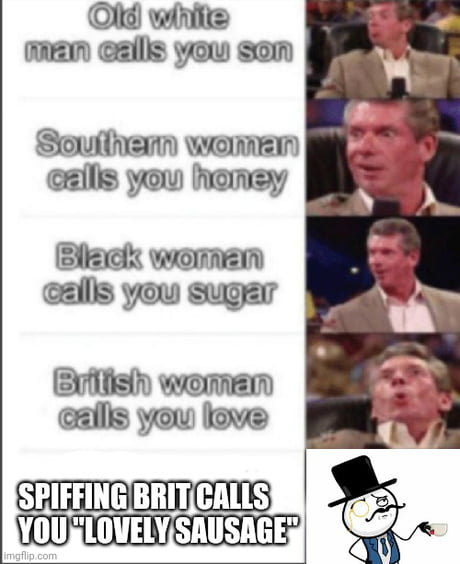 Old white
man calls you son
Southern woman
calls you honey
Black woman
calls you sugar
British woman
calls you love
SPIFFING BRIT CALLS
YOU "LOVELY SAUSAGE"
imgflip.com